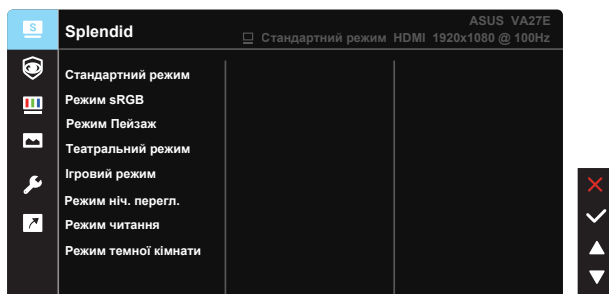 S
Splendid
ASUS VA27E
Стандартний режим HDMI 1920x1080 @ 100Hz
Стандартний режим
Режим sRGB
Режим Пейзаж
Театральний режим
Ігровий режим
Режим ніч. перегл.
Режим читання
Режим темної кімнати